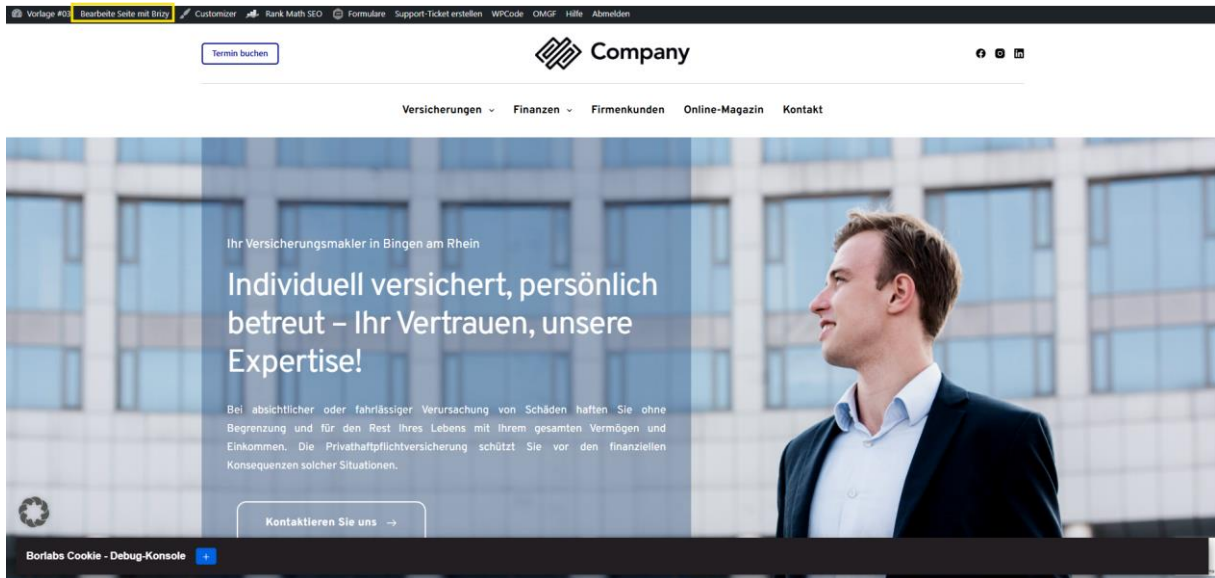 Vorlage #03 Bearbeite Seite mit Brizy Customizer Rank Math SEO Formulare Support-Ticket erstellen WPCode OMGF Hilfe Abmelden
Termin buchen
Company
Versicherungen Finanzen Firmenkunden Online-Magazin Kontakt
Ihr Versicherungsmakler in Bingen am Rhein
Individuell versichert, persönlich
betreut – Ihr Vertrauen, unsere
Expertise!
Bei absichtlicher oder fahrlässiger Verursachung von Schäden haften Sie ohne
Begrenzung und für den Rest Ihres Lebens mit Ihrem gesamten Vermögen und
Einkommen. Die Privathaftpflichtversicherung schützt Sie vor den finanziellen
Konsequenzen solcher Situationen.
Kontaktieren Sie uns →
Borlabs Cookie - Debug-Konsole +